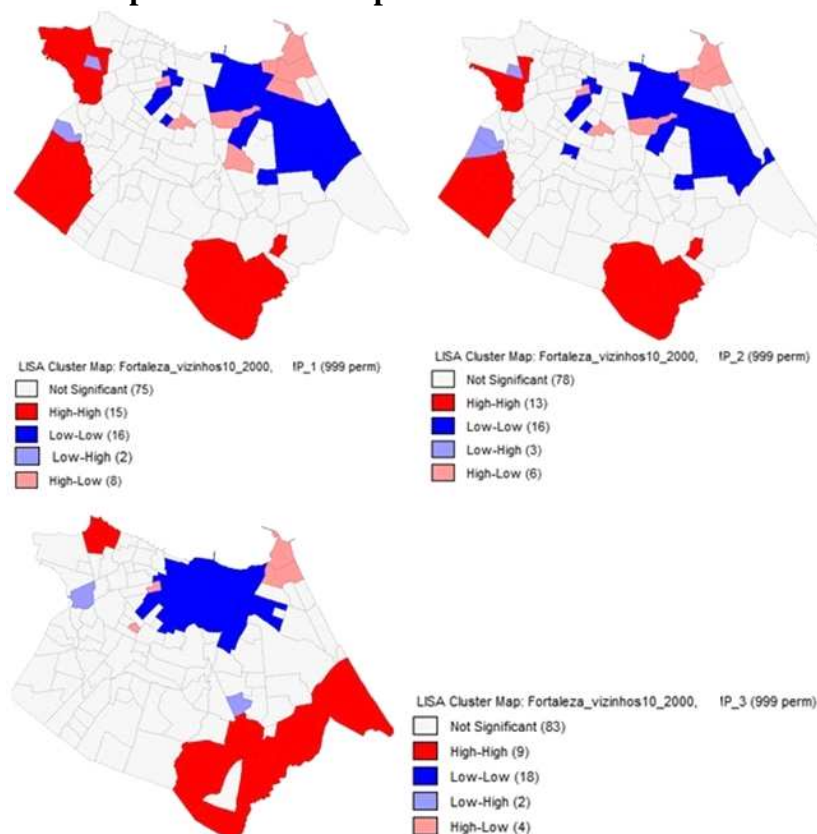 LISA Cluster Map: Fortaleza_vizinhos10_2000, IP_1 (999 perm)
Not Significant (75)
High-High (15)
Low-Low (16)
Low-High (2)
High-Low (8)
LISA Cluster Map: Fortaleza_vizinhos10_2000, IP_2 (999 perm)
Not Significant (78)
High-High (13)
Low-Low (16)
Low-High (3)
High-Low (6)
LISA Cluster Map: Fortaleza_vizinhos10_2000, IP_3 (999 perm)
Not Significant (83)
High-High (9)
Low-Low (18)
Low-High (2)
High-Low (4)